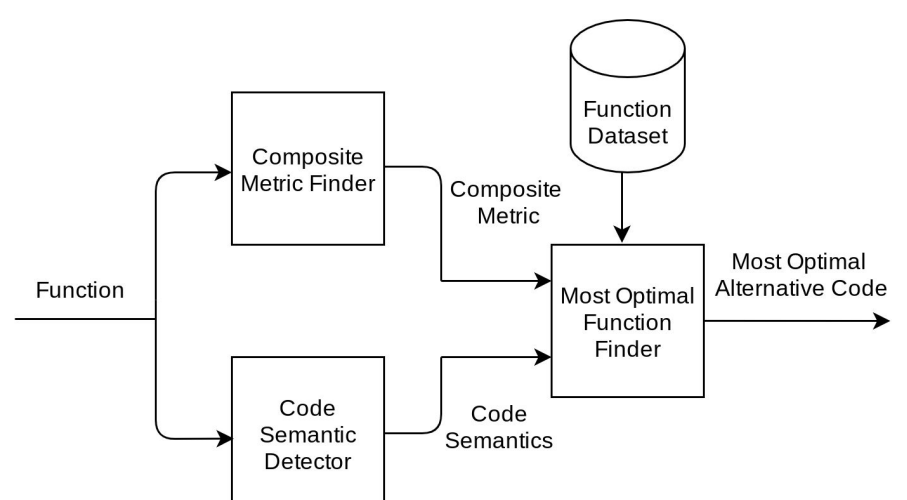 Function
Dataset
Composite
Metric Finder
Composite
Metric
Function
Most Optimal
Function
Finder
Most Optimal
Alternative Code
Code
Semantic
Detector
Code
Semantics